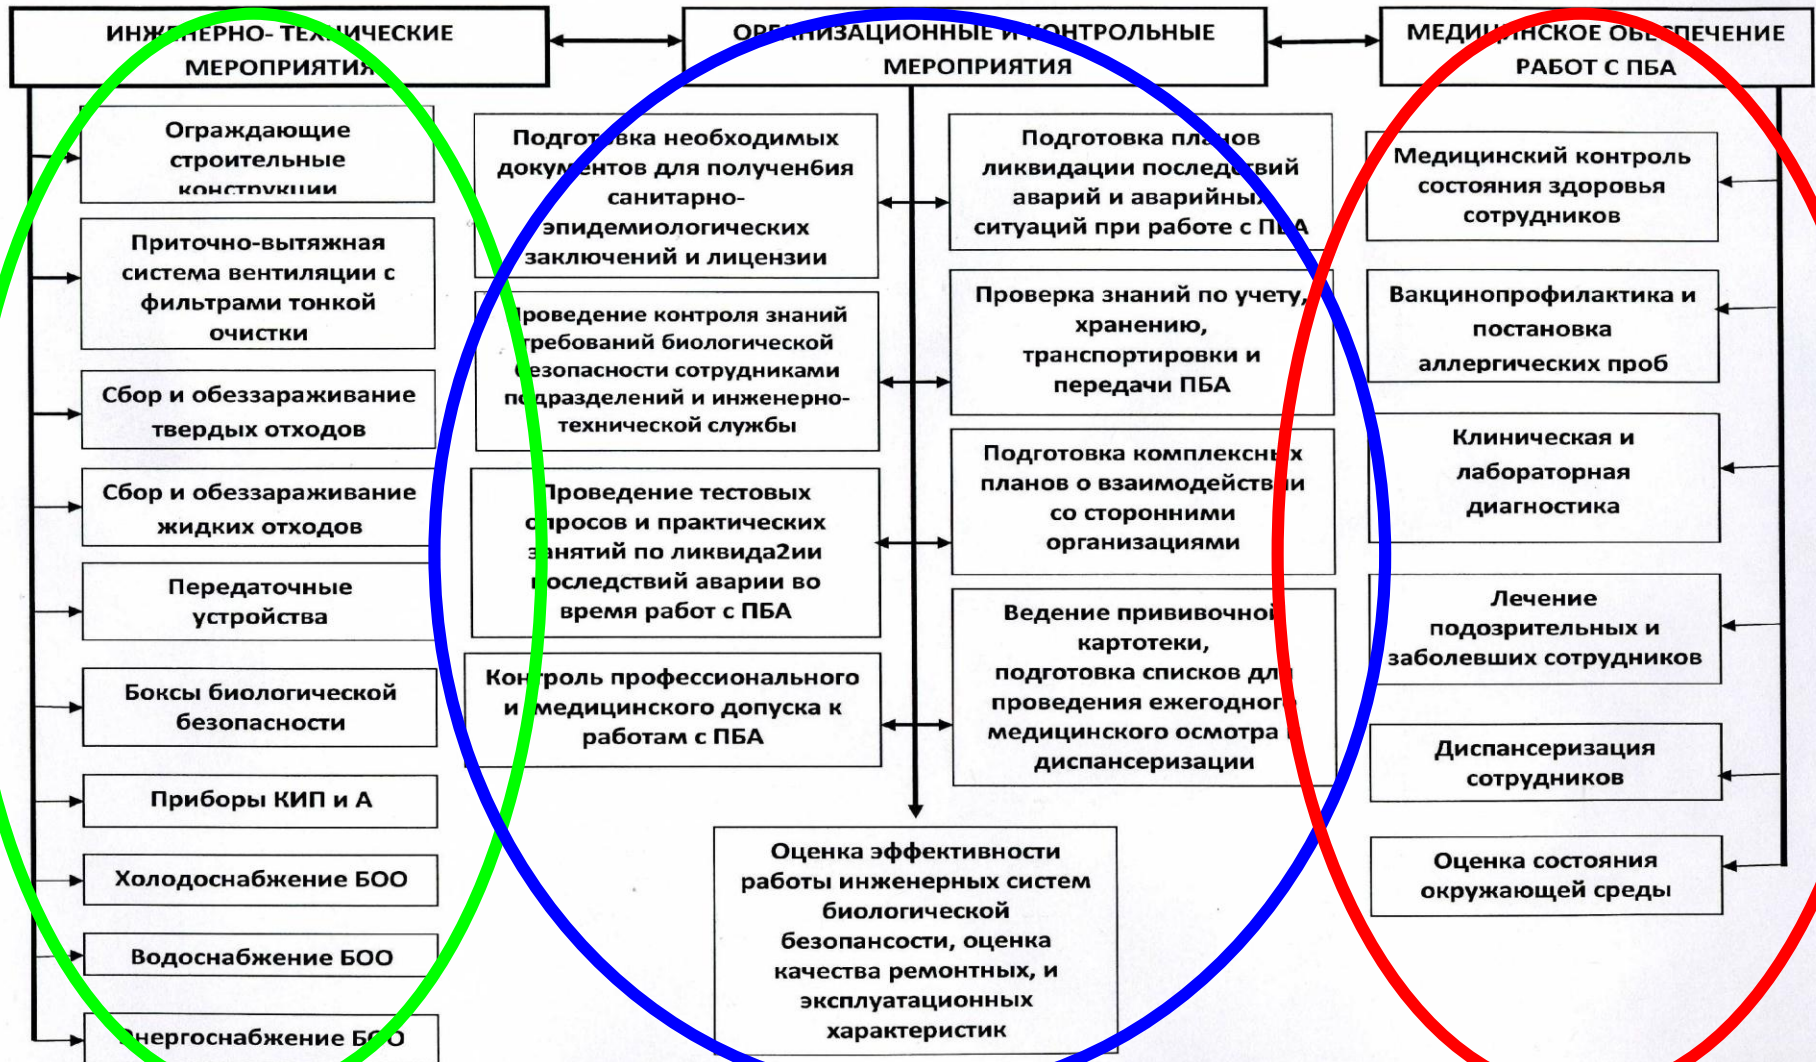 ИНЖЕНЕРНО- ТЕХНИЧЕСКИЕ
МЕРОПРИЯТИЯ
ОРГАНИЗАЦИОННЫЕ И КОНТРОЛЬНЫЕ
МЕРОПРИЯТИЯ
МЕДИЦИНСКОЕ ОБЕСПЕЧЕНИЕ
РАБОТ С ПБА
Ограждающие
строительные
конструкции
Приточно-вытяжная
система вентиляции с
фильтрами тонкой
очистки
Сбор и обеззараживание
твердых отходов
Сбор и обеззараживание
жидких отходов
Передаточные
устройства
Боксы биологической
безопасности
Приборы КИП и А
Холодоснабжение БОО
Водоснабжение БОО
Энергоснабжение БОО
Подготовка необходимых
документов для полученбия
санитарно-
эпидемиологических
заключений и лицензии
Проведение контроля знаний
требований биологической
безопасности сотрудниками
подразделений и инженерно-
технической службы
Проведение тестовых
опросов и практических
занятий по ликвида2ии
последствий аварии во
время работ с ПБА
Контроль профессионального
и медицинского допуска к
работам с ПБА
Подготовка планов
ликвидации последствий
аварий и аварийных
ситуаций при работе с ПБА
Проверка знаний по учету,
хранению,
транспортировки и
передачи ПБА
Подготовка комплексных
планов о взаимодействии
со сторонними
организациями
Ведение прививочной
картотеки,
подготовка списков для
проведения ежегодного
медицинского осмотра и
диспансеризации
Оценка эффективности
работы инженерных систем
биологической
безопансости, оценка
качества ремонтных, и
эксплуатационных
характеристик
Медицинский контроль
состояния здоровья
сотрудников
Вакцинопрофилактика и
постановка
аллергических проб
Клиническая и
лабораторная
диагностика
Лечение
подозрительных и
заболевших сотрудников
Диспансеризация
сотрудников
Оценка состояния
окружающей среды